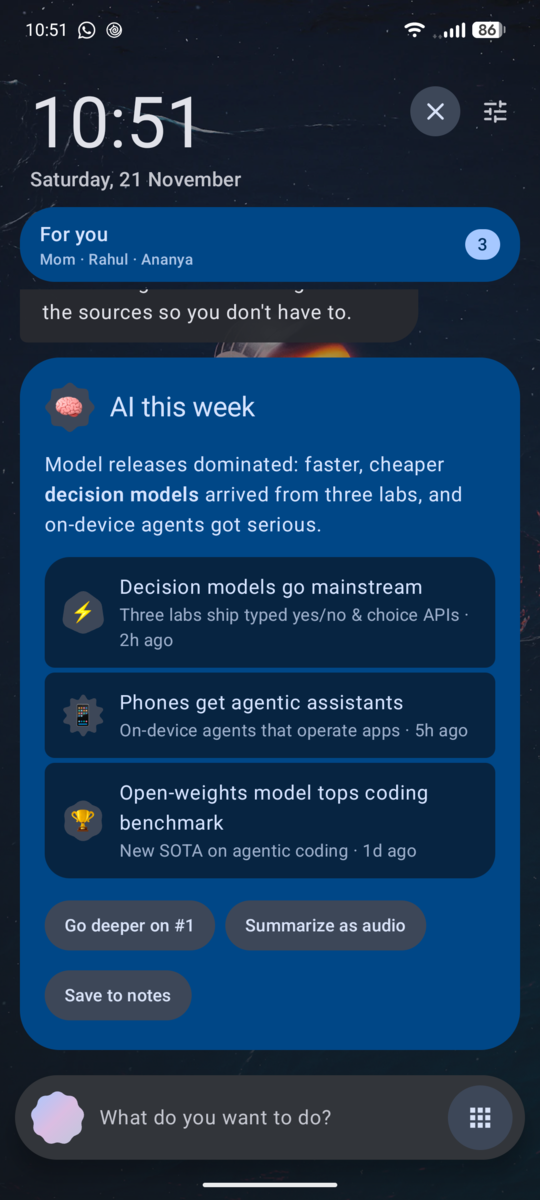 10:51
86
10:51
Saturday, 21 November
For you
Mom · Rahul · Ananya
3
the sources so you don't have to.
AI this week
Model releases dominated: faster, cheaper
decision models arrived from three labs, and
on-device agents got serious.
Decision models go mainstream
Three labs ship typed yes/no & choice APIs ·
2h ago
Phones get agentic assistants
On-device agents that operate apps · 5h ago
Open-weights model tops coding
benchmark
New SOTA on agentic coding · 1d ago
Go deeper on #1
Summarize as audio
Save to notes
What do you want to do?